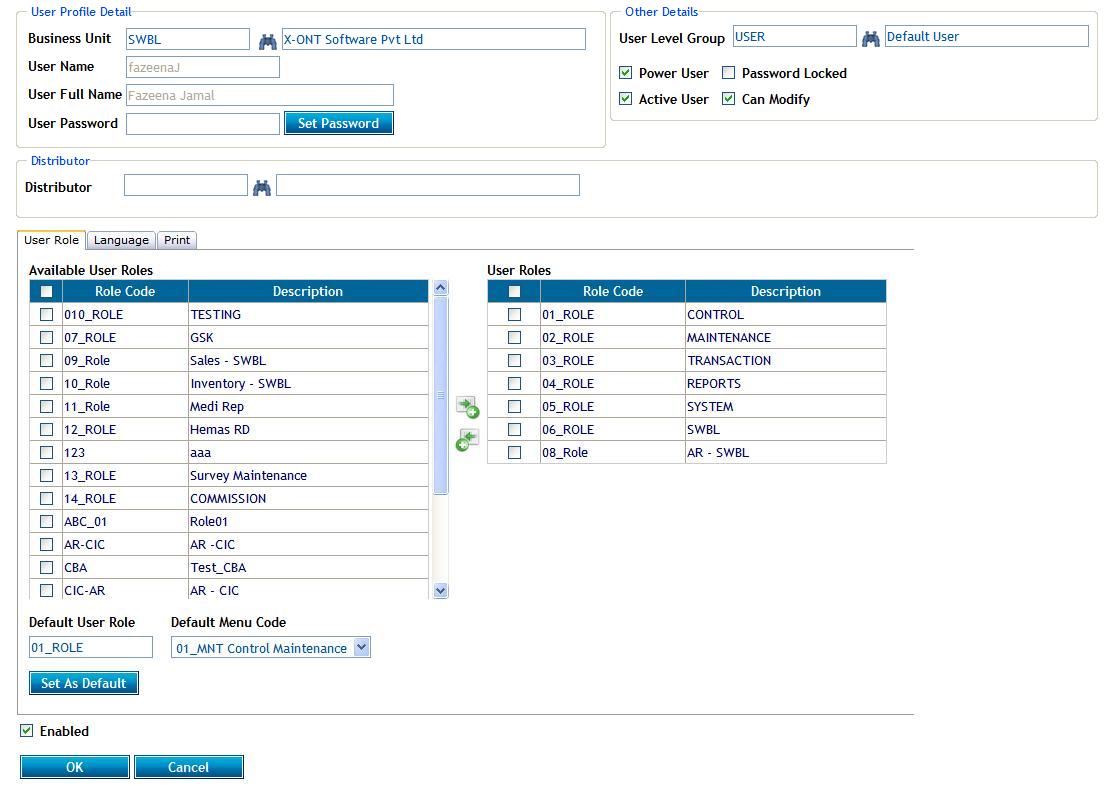 User Profile Detail
Business Unit SWBL X-ONT Software Pvt Ltd
User Name fazeenaJ
User Full Name Fazeena Jamal
User Password Set Password
Other Details
User Level Group USER Default User
Power User Password Locked
Active User Can Modify
Distributor
Distributor
User Role Language Print
Available User Roles
Role Code Description
010_ROLE TESTING
07_ROLE GSK
09_Role Sales - SWBL
10_Role Inventory - SWBL
11_Role Medi Rep
12_ROLE Hemas RD
123 aaa
13_ROLE Survey Maintenance
14_ROLE COMMISSION
ABC_01 Role01
AR-CIC AR -CIC
CBA Test_CBA
CIC-AR AR - CIC
User Roles
Role Code Description
01_ROLE CONTROL
02_ROLE MAINTENANCE
03_ROLE TRANSACTION
04_ROLE REPORTS
05_ROLE SYSTEM
06_ROLE SWBL
08_Role AR - SWBL
Default User Role Default Menu Code
01_ROLE 01_MNT Control Maintenance
Set As Default
Enabled
OK Cancel